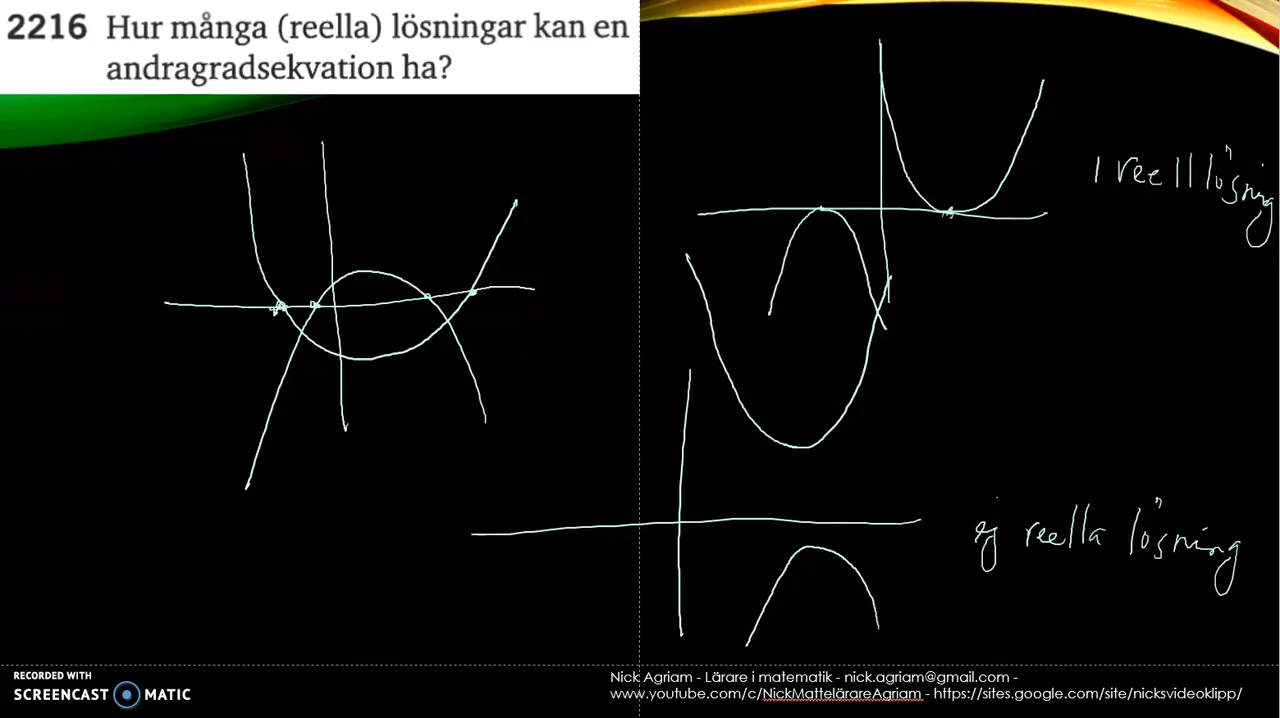 2216 Hur många (reella) lösningar kan en
andragradsekvation ha?
1 reell lösning
ej reella lösning
RECORDED WITH
SCREENCAST MATIC
Nick Agriam - Lärare i matematik - nick.agriam@gmail.com -
www.youtube.com/c/NickMattelärareAgriam - https://sites.google.com/site/nicksvideoklipp/